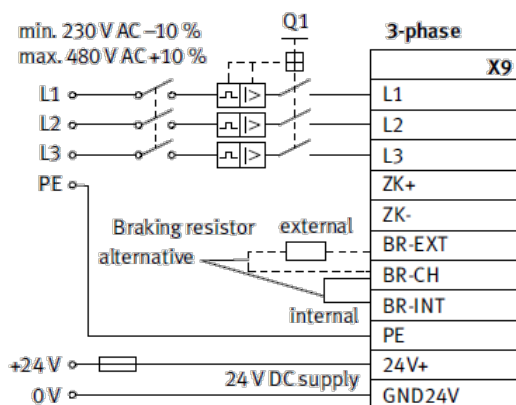 min. 230 V AC –10 %
max. 480 V AC +10 %
Q1
3-phase
X9
L1
L1
L2
L2
L3
L3
PE
ZK+
ZK-
Braking resistor
alternative
external
BR-EXT
BR-CH
internal
BR-INT
PE
+24 V
24V+
24 V DC supply
0 V
GND24V